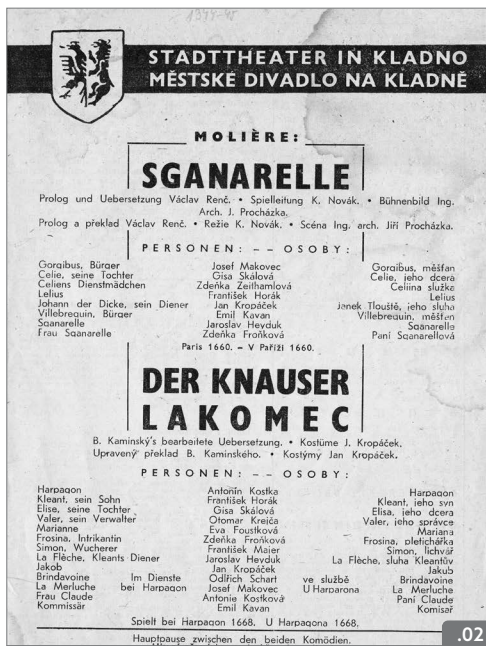 STADTTHEATER IN KLADNO
MĚSTSKÉ DIVADLO NA KLADNĚ
MOLIÈRE:
SGANARELLE
Prolog und Uebersetzung Václav Renč. • Spielleitung K. Novák. • Bühnenbild Ing.
Arch. J. Procházka.
Prolog a překlad Václav Renč. • Režie K. Novák. • Scéna Ing. arch. Jiří Procházka.
PERSONEN: -- OSOBY:
Gorgibus, Bürger Josef Makovec Gorgibus, měšťan
Celie, seine Tochter Gisa Skálová Celie, jeho dcera
Celiens Dienstmädchen Zdeňka Zeithamlová Celiina služka
Lelius František Horák Lelius
Johann der Dicke, sein Diener Jan Kropáček Janek Tlouště, jeho sluha
Villebrequin, Bürger Emil Kavan Villebrequin, měšťan
Sganarelle Jaroslav Heyduk Sganarelle
Frau Sganarelle Zdeňka Froňková Paní Sganarellová
Paris 1660. – V Paříži 1660.
DER KNAUSER
LAKOMEC
B. Kaminský's bearbeitete Uebersetzung. • Kostüme J. Kropáček.
Upravený překlad B. Kaminského. • Kostýmy Jan Kropáček.
PERSONEN: -- OSOBY:
Harpagon Antonín Kostka Harpagon
Kleant, sein Sohn František Horák Kleant, jeho syn
Elise, seine Tochter Gisa Skálová Elisa, jeho dcera
Valer, sein Verwalter Otomar Krejča Valer, jeho správce
Marianne Eva Foustková Mariana
Frosina, Intrikantin Zdeňka Froňková Frosina, pletichářka
Simon, Wucherer František Maier Simon, lichvář
La Flèche, Kleants Diener Jaroslav Heyduk La Flèche, sluha Kleantův
Jakob Jan Kropáček Jakub
Brindavoine Im Dienste Oldřich Schart ve službě Brindavoine
La Merluche bei Harpagon Josef Makovec U Harparona La Merluche
Frau Claude Antonie Kostková Paní Claude
Kommissär Emil Kavan Komisař
Spielt bei Harpagon 1668. U Harpagona 1668.
Hauptpause zwischen den beiden Komödien.
.02